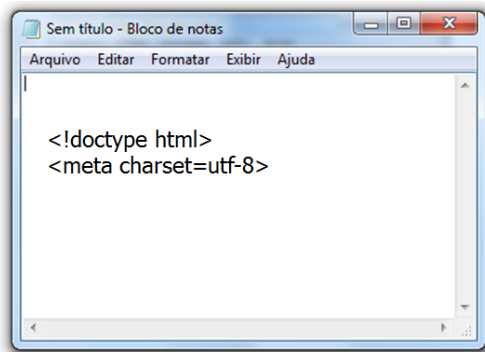 Sem título - Bloco de notas
Arquivo Editar Formatar Exibir Ajuda
<!doctype html>
<meta charset=utf-8>